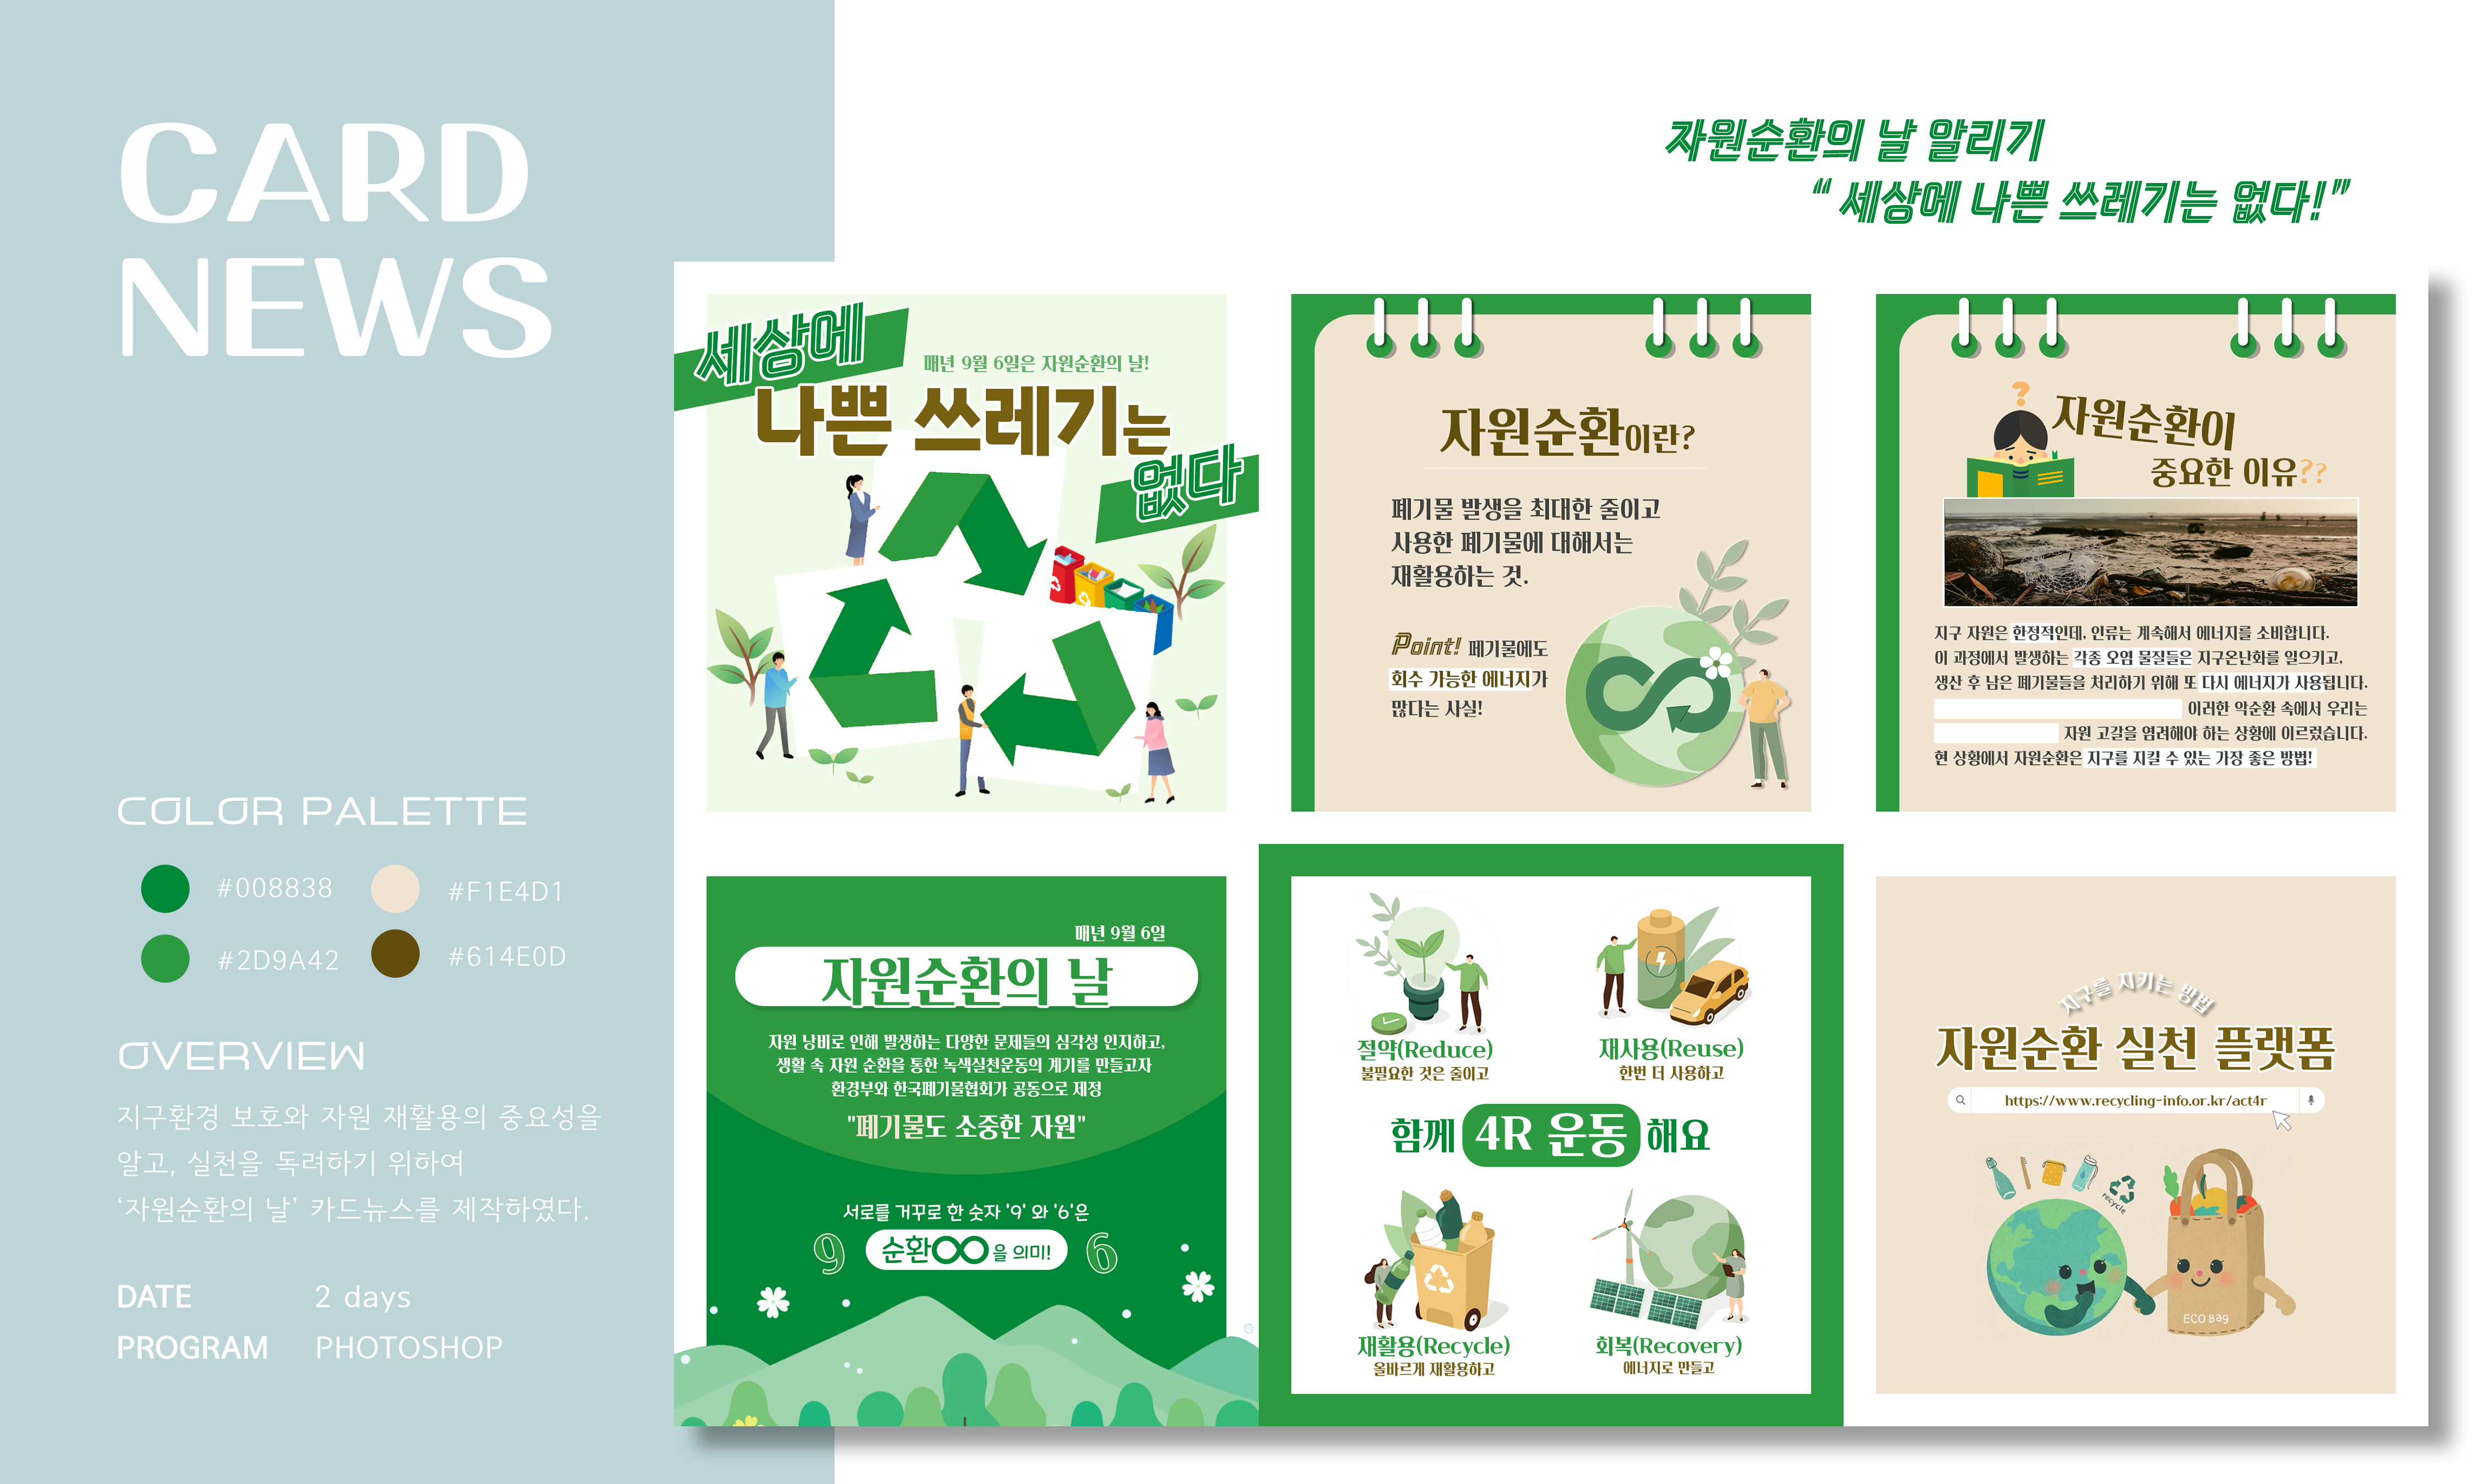 CARD
NEWS
COLOR PALETTE
#008838
#F1E4D1
#2D9A42
#614E0D
OVERVIEW
지구환경 보호와 자원 재활용의 중요성을
알고, 실천을 독려하기 위하여
‘자원순환의 날’ 카드뉴스를 제작하였다.
DATE 2 days
PROGRAM PHOTOSHOP
자원순환의 날 알리기
“ 세상에 나쁜 쓰레기는 없다!”
세상에
매년 9월 6일은 자원순환의 날!
나쁜 쓰레기는
없다
자원순환이란?
폐기물 발생을 최대한 줄이고
사용한 폐기물에 대해서는
재활용하는 것.
Point! 폐기물에도
회수 가능한 에너지가
많다는 사실!
?
자원순환이
중요한 이유??
지구 자원은 한정적인데, 인류는 계속해서 에너지를 소비합니다.
이 과정에서 발생하는 각종 오염 물질들은 지구온난화를 일으키고,
생산 후 남은 폐기물들을 처리하기 위해 또 다시 에너지가 사용됩니다.
이러한 악순환 속에서 우리는
자원 고갈을 염려해야 하는 상황에 이르렀습니다.
현 상황에서 자원순환은 지구를 지킬 수 있는 가장 좋은 방법!
매년 9월 6일
자원순환의 날
자원 낭비로 인해 발생하는 다양한 문제들의 심각성 인지하고,
생활 속 자원 순환을 통한 녹색실천운동의 계기를 만들고자
환경부와 한국폐기물협회가 공동으로 제정
"폐기물도 소중한 자원"
서로를 거꾸로 한 숫자 '9' 와 '6'은
9 순환∞을 의미! 6
절약(Reduce)
불필요한 것은 줄이고
재사용(Reuse)
한번 더 사용하고
함께 4R 운동 해요
재활용(Recycle)
올바르게 재활용하고
회복(Recovery)
에너지로 만들고
지구를 지키는 방법
자원순환 실천 플랫폼
https://www.recycling-info.or.kr/act4r
recycle
ECO Bag